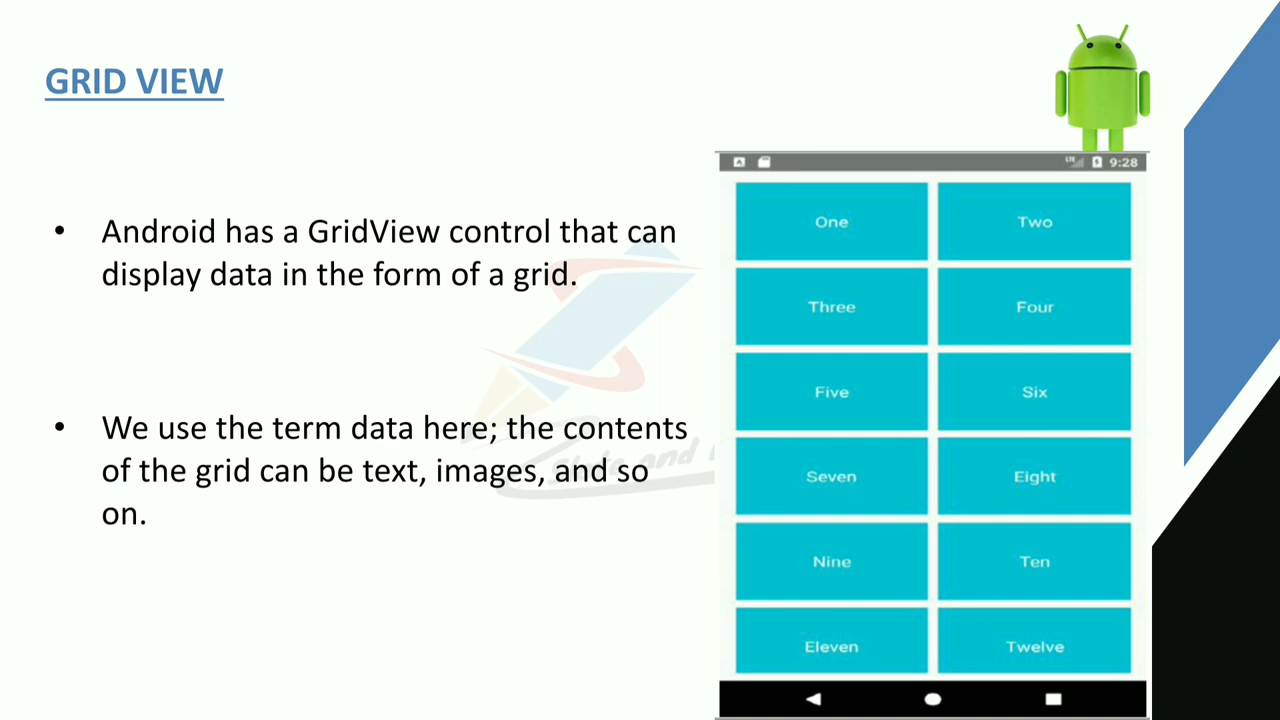 GRID VIEW
• Android has a GridView control that can
display data in the form of a grid.
• We use the term data here; the contents
of the grid can be text, images, and so
on.
9:28
One Two
Three Four
Five Six
Seven Eight
Nine Ten
Eleven Twelve